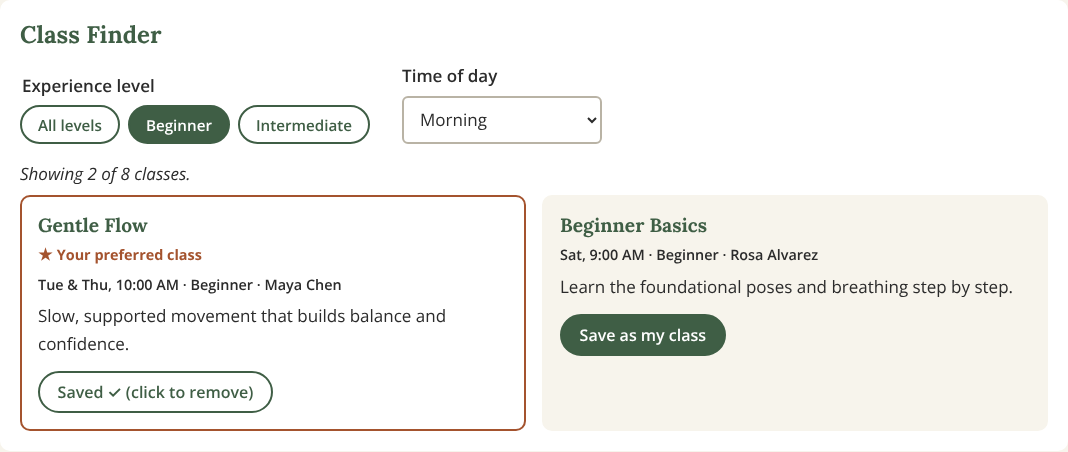 Class Finder
Experience level
All levels
Beginner
Intermediate
Time of day
Morning
Showing 2 of 8 classes.
Gentle Flow
★ Your preferred class
Tue & Thu, 10:00 AM · Beginner · Maya Chen
Slow, supported movement that builds balance and
confidence.
Saved ✓ (click to remove)
Beginner Basics
Sat, 9:00 AM · Beginner · Rosa Alvarez
Learn the foundational poses and breathing step by step.
Save as my class